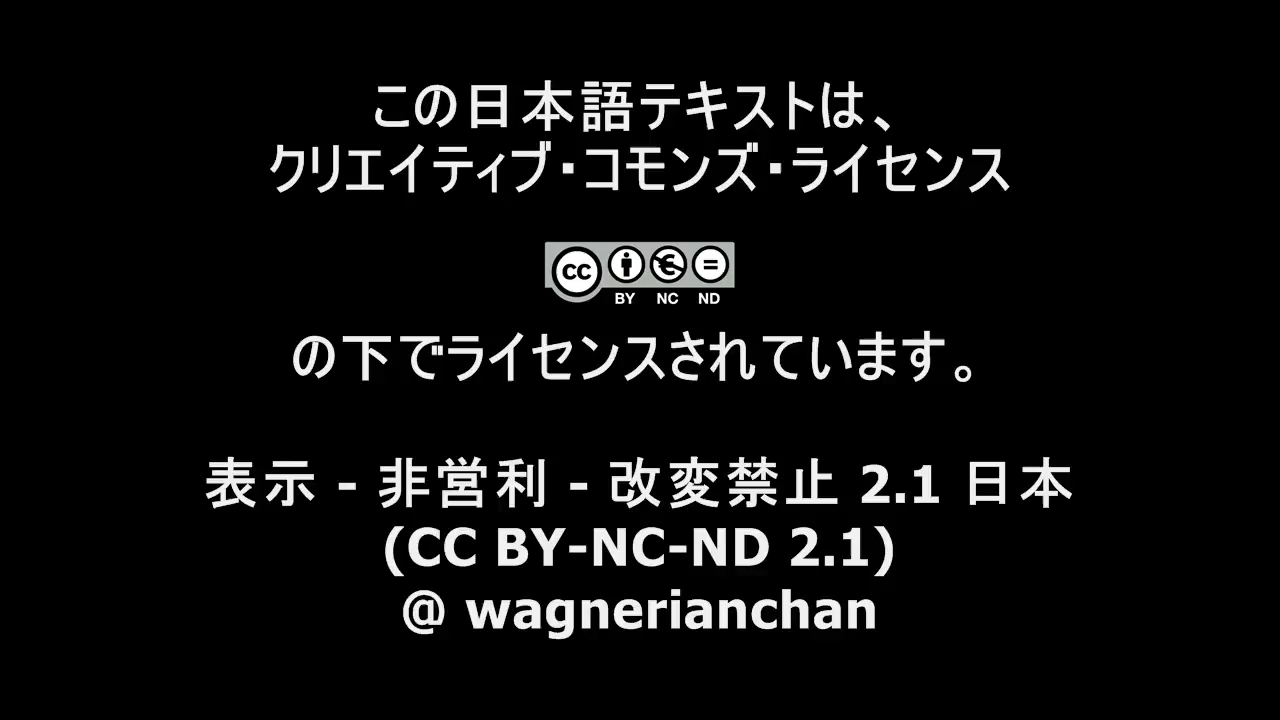 この日本語テキストは、
クリエイティブ・コモンズ・ライセンス
cc BY NC ND
の下でライセンスされています。
表示 - 非営利 - 改変禁止 2.1 日本
(CC BY-NC-ND 2.1)
@ wagnerianchan